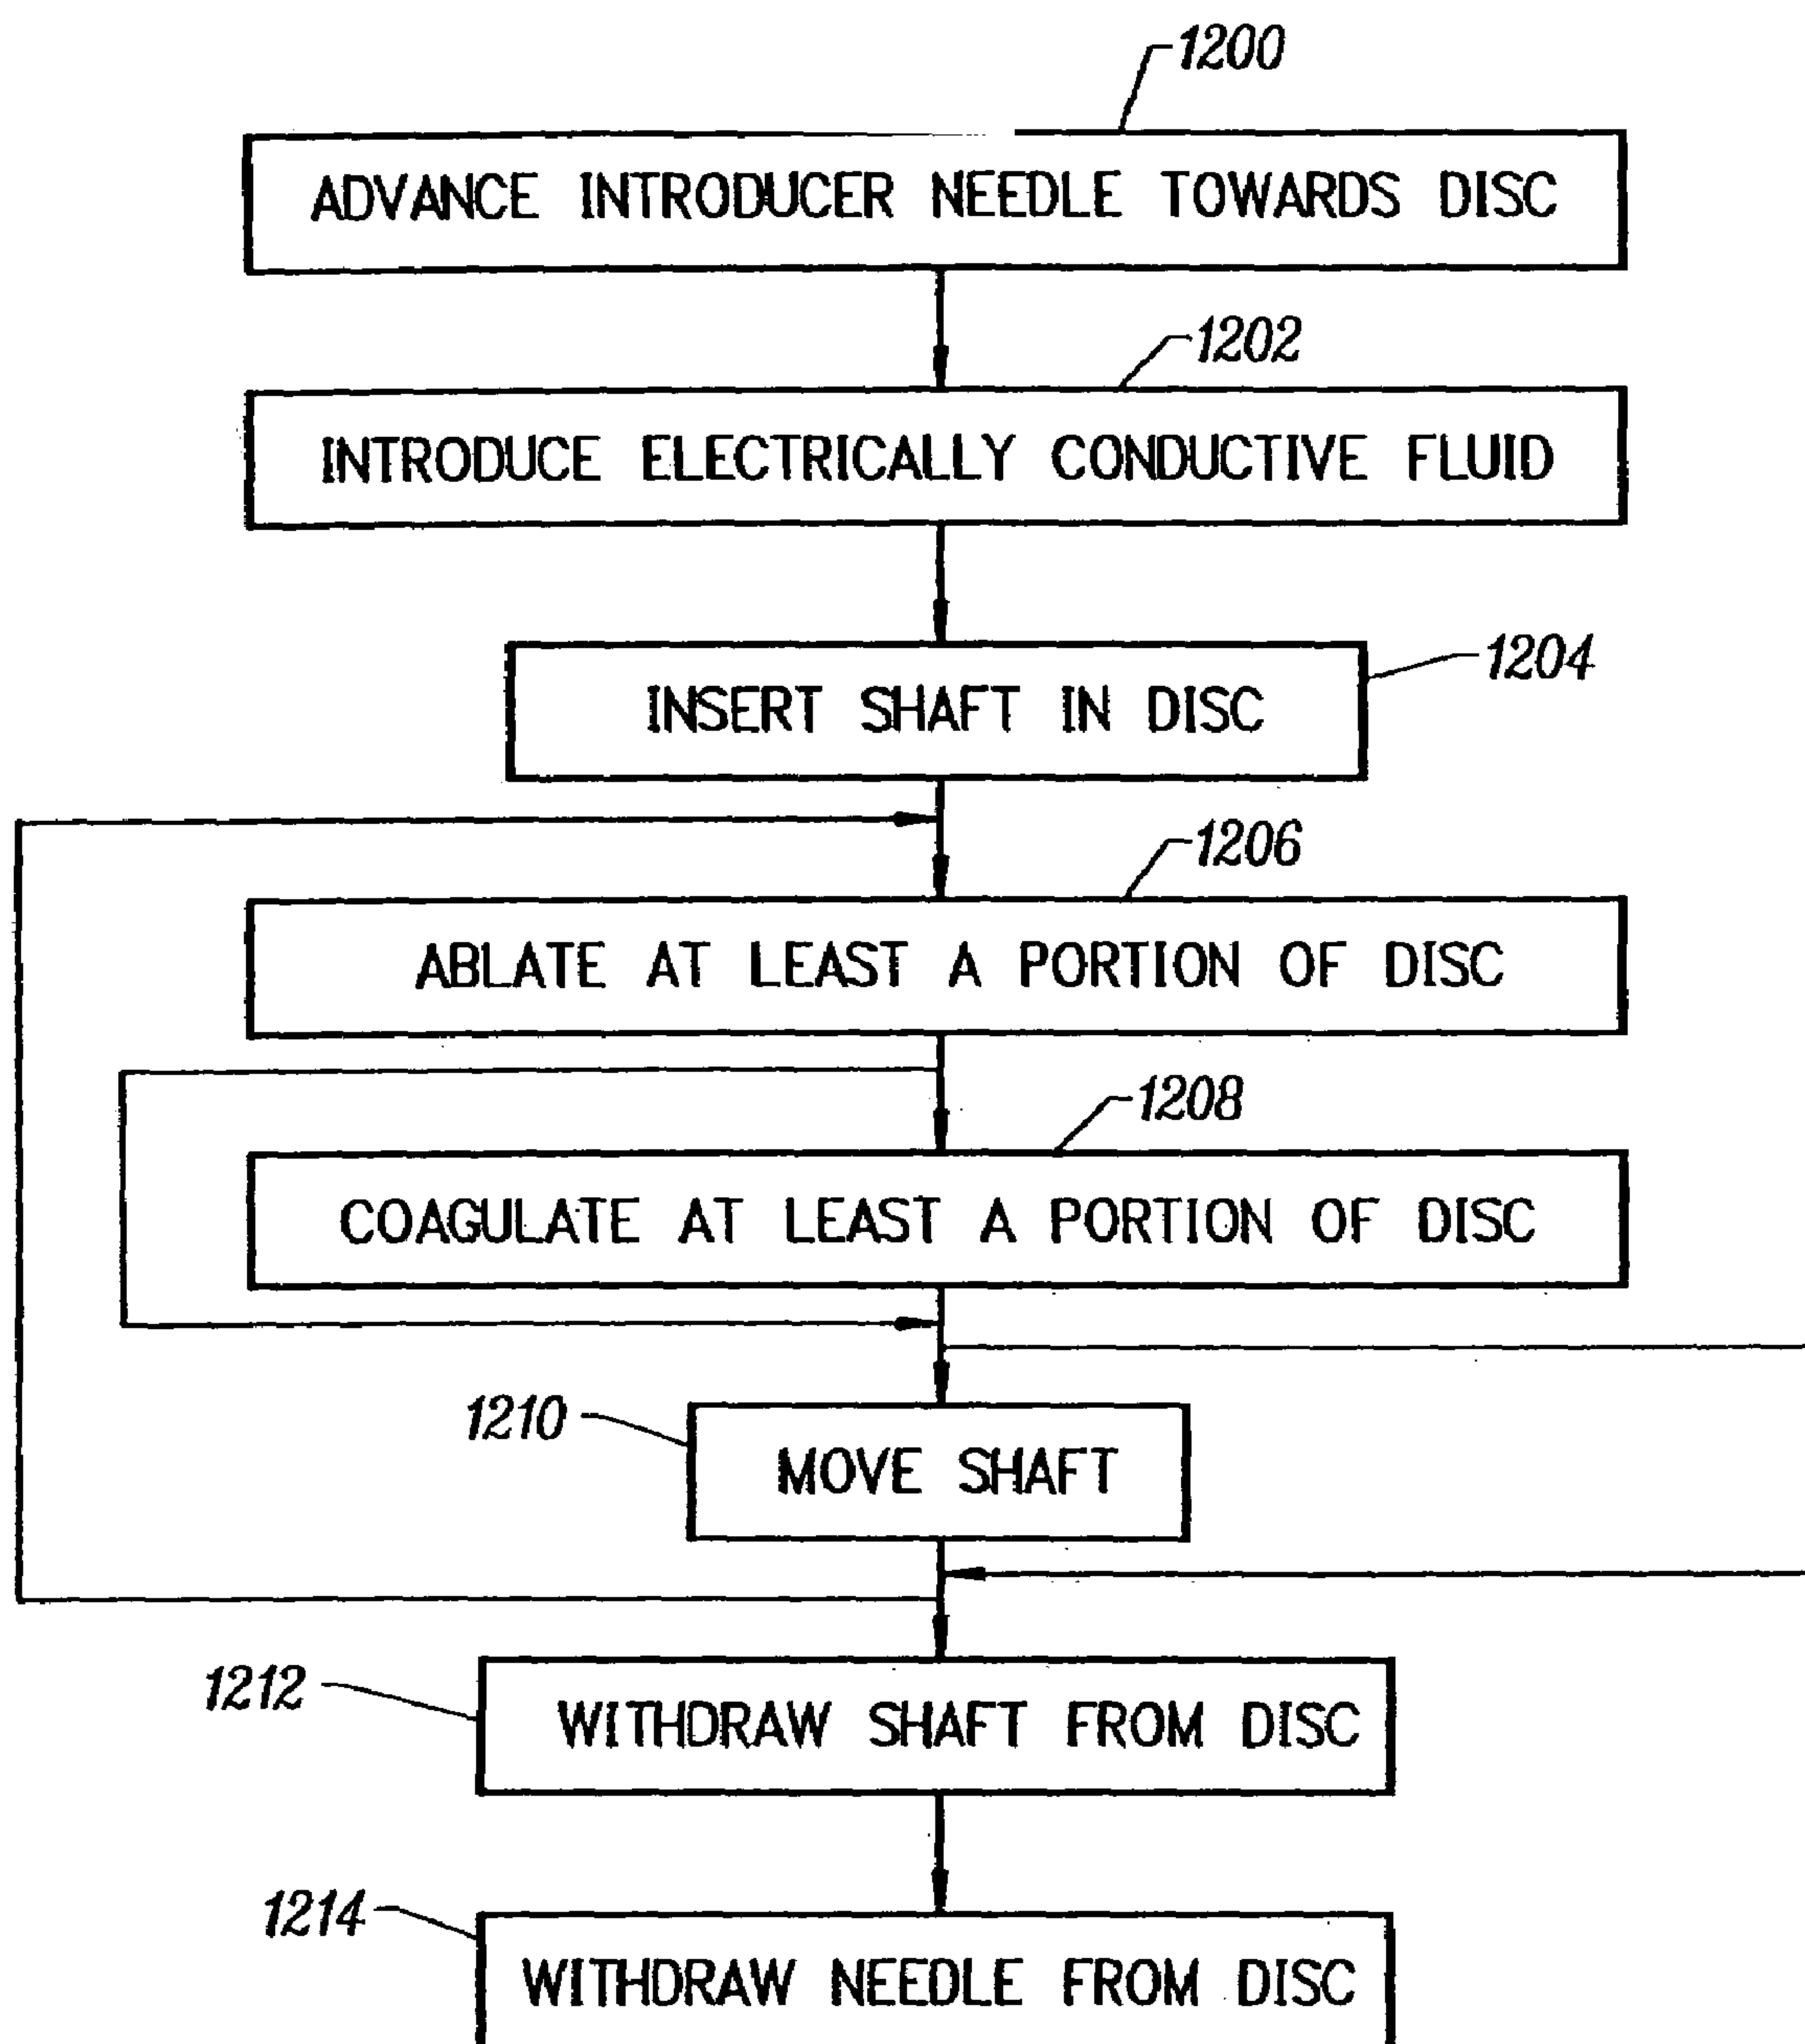 1200
ADVANCE INTRODUCER NEEDLE TOWARDS DISC
1202
INTRODUCE ELECTRICALLY CONDUCTIVE FLUID
1204
INSERT SHAFT IN DISC
1206
ABLATE AT LEAST A PORTION OF DISC
1208
COAGULATE AT LEAST A PORTION OF DISC
1210
MOVE SHAFT
1212
WITHDRAW SHAFT FROM DISC
1214
WITHDRAW NEEDLE FROM DISC